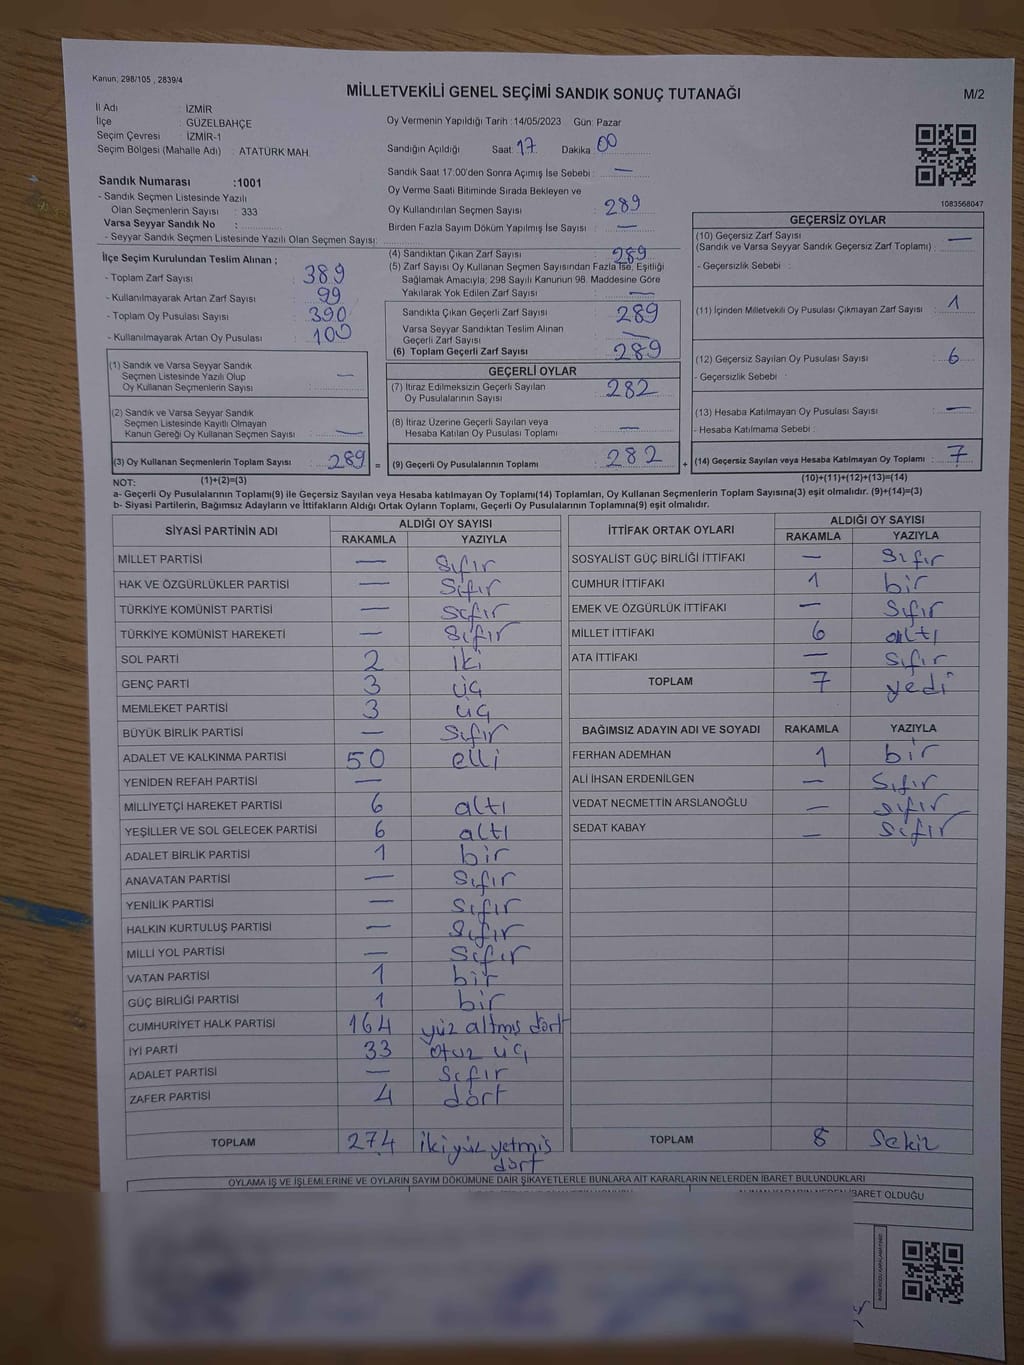 Kanun, 298/105 , 2839/4
MİLLETVEKİLİ GENEL SEÇİMİ SANDIK SONUÇ TUTANAĞI
M/2
İl Adı : İZMİR
İlçe : GÜZELBAHÇE
Seçim Çevresi : İZMİR-1
Seçim Bölgesi (Mahalle Adı) : ATATÜRK MAH.
Oy Vermenin Yapıldığı Tarih :14/05/2023 Gün: Pazar
Sandığın Açıldığı Saat: 17 Dakika 00
Sandık Saat 17.00'den Sonra Açımış İse Sebebi : —
Oy Verme Saati Bitiminde Sırada Bekleyen ve
Oy Kullandırılan Seçmen Sayısı : 289
Birden Fazla Sayım Döküm Yapılmış İse Sayısı : —
Sandık Numarası :1001
- Sandık Seçmen Listesinde Yazılı
Olan Seçmenlerin Sayısı : 333
Varsa Seyyar Sandık No :
- Seyyar Sandık Seçmen Listesinde Yazılı Olan Seçmen Sayısı:
1083568047
İlçe Seçim Kurulundan Teslim Alınan ;
- Toplam Zarf Sayısı : 389
- Kullanılmayarak Artan Zarf Sayısı : 99
- Toplam Oy Pusulası Sayısı : 390
- Kullanılmayarak Artan Oy Pusulası : 100
(1) Sandık ve Varsa Seyyar Sandık
Seçmen Listesinde Yazılı Olup
Oy Kullanan Seçmenlerin Sayısı : —
(2) Sandık ve Varsa Seyyar Sandık
Seçmen Listesinde Kayıtlı Olmayan
Kanun Gereği Oy Kullanan Seçmen Sayısı : —
(3) Oy Kullanan Seçmenlerin Toplam Sayısı : 289 =
(4) Sandıktan Çıkan Zarf Sayısı : 289
(5) Zarf Sayısı Oy Kullanan Seçmen Sayısından Fazla İse, Eşitliği
Sağlamak Amacıyla; 298 Sayılı Kanunun 98. Maddesine Göre
Yakılarak Yok Edilen Zarf Sayısı : —
Sandıkta Çıkan Geçerli Zarf Sayısı : 289
Varsa Seyyar Sandıktan Teslim Alınan
Geçerli Zarf Sayısı : —
(6) Toplam Geçerli Zarf Sayısı : 289
GEÇERLİ OYLAR
(7) İtiraz Edilmeksizin Geçerli Sayılan
Oy Pusulalarının Sayısı : 282
(8) İtiraz Üzerine Geçerli Sayılan veya
Hesaba Katılan Oy Pusulası Toplamı : —
(9) Geçerli Oy Pusulalarının Toplamı : 282 +
GEÇERSİZ OYLAR
(10) Geçersiz Zarf Sayısı
(Sandık ve Varsa Seyyar Sandık Geçersiz Zarf Toplamı) : —
- Geçersizlik Sebebi :
(11) İçinden Milletvekili Oy Pusulası Çıkmayan Zarf Sayısı : 1
(12) Geçersiz Sayılan Oy Pusulası Sayısı : 6
- Geçersizlik Sebebi :
(13) Hesaba Katılmayan Oy Pusulası Sayısı : —
- Hesaba Katılmama Sebebi :
(14) Geçersiz Sayılan veya Hesaba Katılmayan Oy Toplamı : 7
NOT: (1)+(2)=(3)
(10)+(11)+(12)+(13)=(14)
a- Geçerli Oy Pusulalarının Toplamı(9) ile Geçersiz Sayılan veya Hesaba katılmayan Oy Toplamı(14) Toplamları, Oy Kullanan Seçmenlerin Toplam Sayısına(3) eşit olmalıdır. (9)+(14)=(3)
b- Siyasi Partilerin, Bağımsız Adayların ve İttifakların Aldığı Ortak Oyların Toplamı, Geçerli Oy Pusulalarının Toplamına(9) eşit olmalıdır.
SİYASİ PARTİNİN ADI ALDIĞI OY SAYISI
RAKAMLA YAZIYLA
MİLLET PARTİSİ — Sıfır
HAK VE ÖZGÜRLÜKLER PARTİSİ — Sıfır
TÜRKİYE KOMÜNİST PARTİSİ — Sıfır
TÜRKİYE KOMÜNİST HAREKETİ — Sıfır
SOL PARTİ 2 iki
GENÇ PARTİ 3 üç
MEMLEKET PARTİSİ 3 üç
BÜYÜK BİRLİK PARTİSİ — Sıfır
ADALET VE KALKINMA PARTİSİ 50 elli
YENİDEN REFAH PARTİSİ —
MİLLİYETÇİ HAREKET PARTİSİ 6 altı
YEŞİLLER VE SOL GELECEK PARTİSİ 6 altı
ADALET BİRLİK PARTİSİ 1 bir
ANAVATAN PARTİSİ — Sıfır
YENİLİK PARTİSİ — Sıfır
HALKIN KURTULUŞ PARTİSİ — Sıfır
MİLLİ YOL PARTİSİ — Sıfır
VATAN PARTİSİ 1 bir
GÜÇ BİRLİĞİ PARTİSİ 1 bir
CUMHURİYET HALK PARTİSİ 164 yüz altmış dört
İYİ PARTİ 33 otuz üç
ADALET PARTİSİ — Sıfır
ZAFER PARTİSİ 4 dört
TOPLAM 274 ikiyüz yetmiş
dört
İTTİFAK ORTAK OYLARI ALDIĞI OY SAYISI
RAKAMLA YAZIYLA
SOSYALİST GÜÇ BİRLİĞİ İTTİFAKI — Sıfır
CUMHUR İTTİFAKI 1 bir
EMEK VE ÖZGÜRLÜK İTTİFAKI — Sıfır
MİLLET İTTİFAKI 6 altı
ATA İTTİFAKI — Sıfır
TOPLAM 7 yedi
BAĞIMSIZ ADAYIN ADI VE SOYADI RAKAMLA YAZIYLA
FERHAN ADEMHAN 1 bir
ALİ İHSAN ERDENİLGEN — Sıfır
VEDAT NECMETTİN ARSLANOĞLU — Sıfır
SEDAT KABAY — Sıfır
TOPLAM 8 Sekiz
OYLAMA İŞ VE İŞLEMLERİNE VE OYLARIN SAYIM DÖKÜMÜNE DAİR ŞİKAYETLERLE BUNLARA AİT KARARLARIN NELERDEN İBARET BULUNDUKLARI
İBARET OLDUĞU